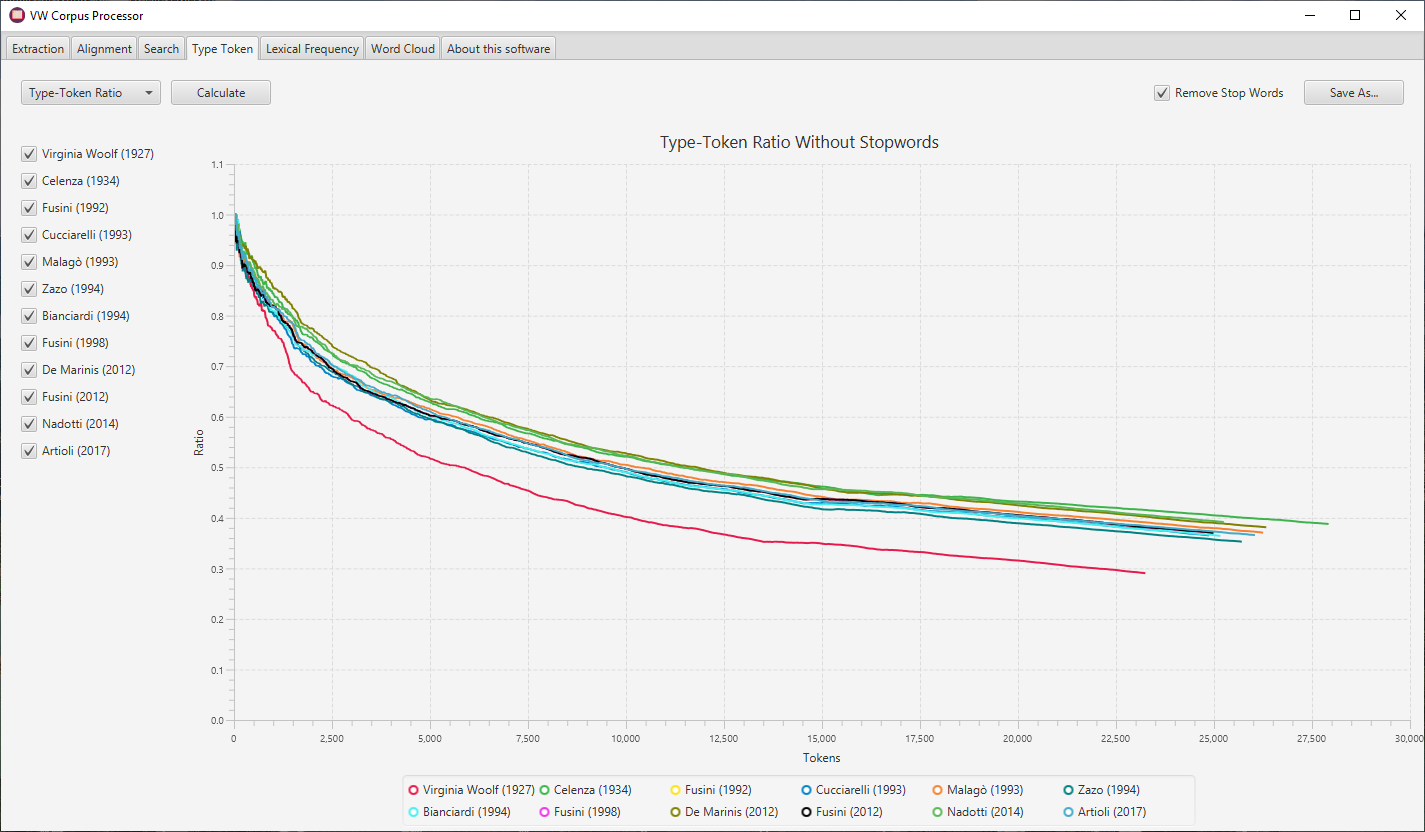 VW Corpus Processor
Extraction Alignment Search Type Token Lexical Frequency Word Cloud About this software
Type-Token Ratio Calculate Remove Stop Words Save As...
Type-Token Ratio Without Stopwords
Virginia Woolf (1927)
Celenza (1934)
Fusini (1992)
Cucciarelli (1993)
Malagò (1993)
Zazo (1994)
Bianciardi (1994)
Fusini (1998)
De Marinis (2012)
Fusini (2012)
Nadotti (2014)
Artioli (2017)
Ratio
1.1
1.0
0.9
0.8
0.7
0.6
0.5
0.4
0.3
0.2
0.1
0.0
0 2,500 5,000 7,500 10,000 12,500 15,000 17,500 20,000 22,500 25,000 27,500 30,000
Tokens
Virginia Woolf (1927) Celenza (1934) Fusini (1992) Cucciarelli (1993) Malagò (1993) Zazo (1994)
Bianciardi (1994) Fusini (1998) De Marinis (2012) Fusini (2012) Nadotti (2014) Artioli (2017)